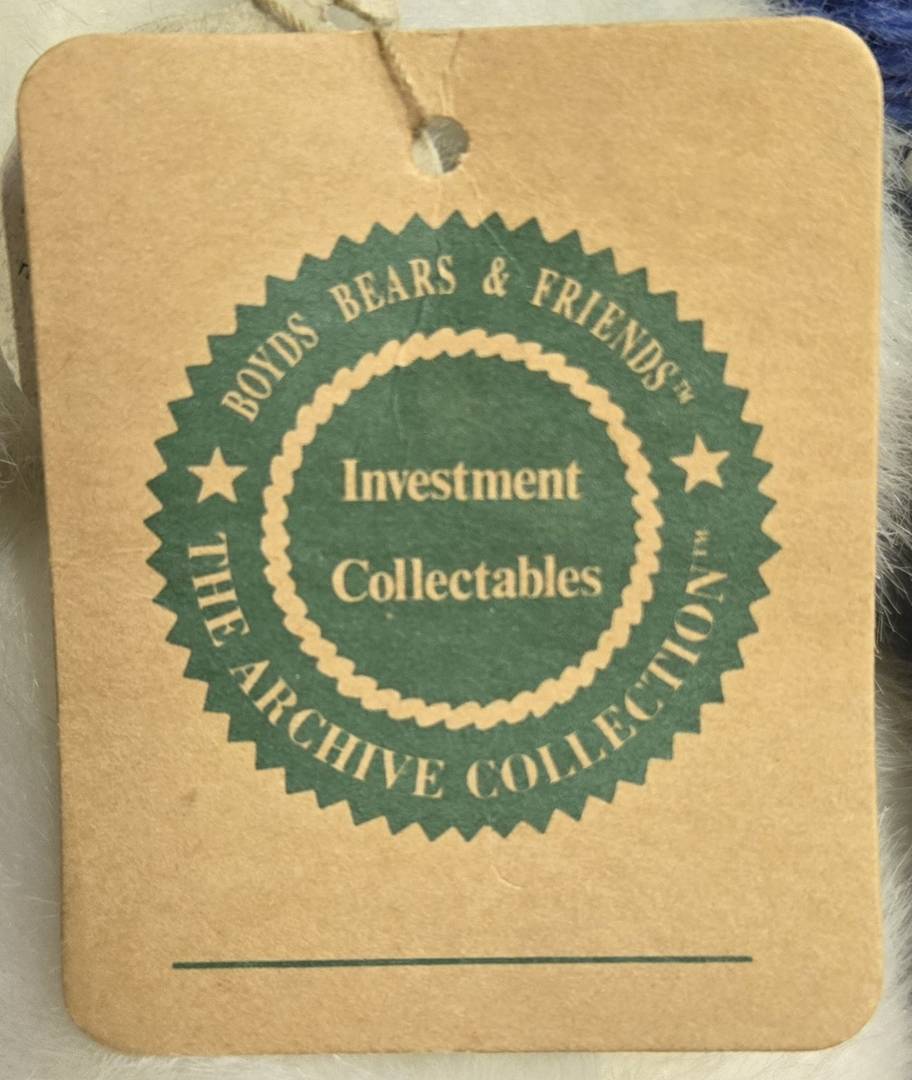 BOYDS BEARS & FRIENDS™
Investment
Collectables
THE ARCHIVE COLLECTION™